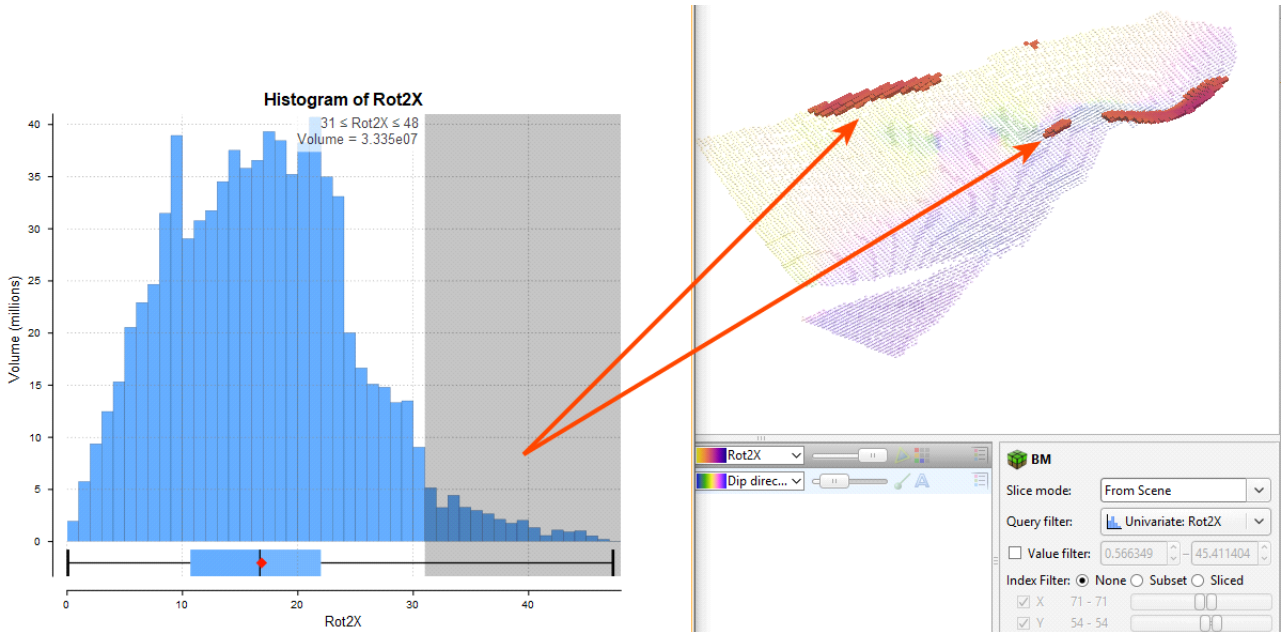 Histogram of Rot2X
31 ≤ Rot2X ≤ 48
Volume = 3.335e07
Volume (millions)
40
35
30
25
20
15
10
5
0
0 10 20 30 40
Rot2X
Rot2X
Dip direc...
BM
Slice mode: From Scene
Query filter: Univariate: Rot2X
Value filter: 0.566349 – 45.411404
Index Filter: None Subset Sliced
X 71 - 71
Y 54 - 54